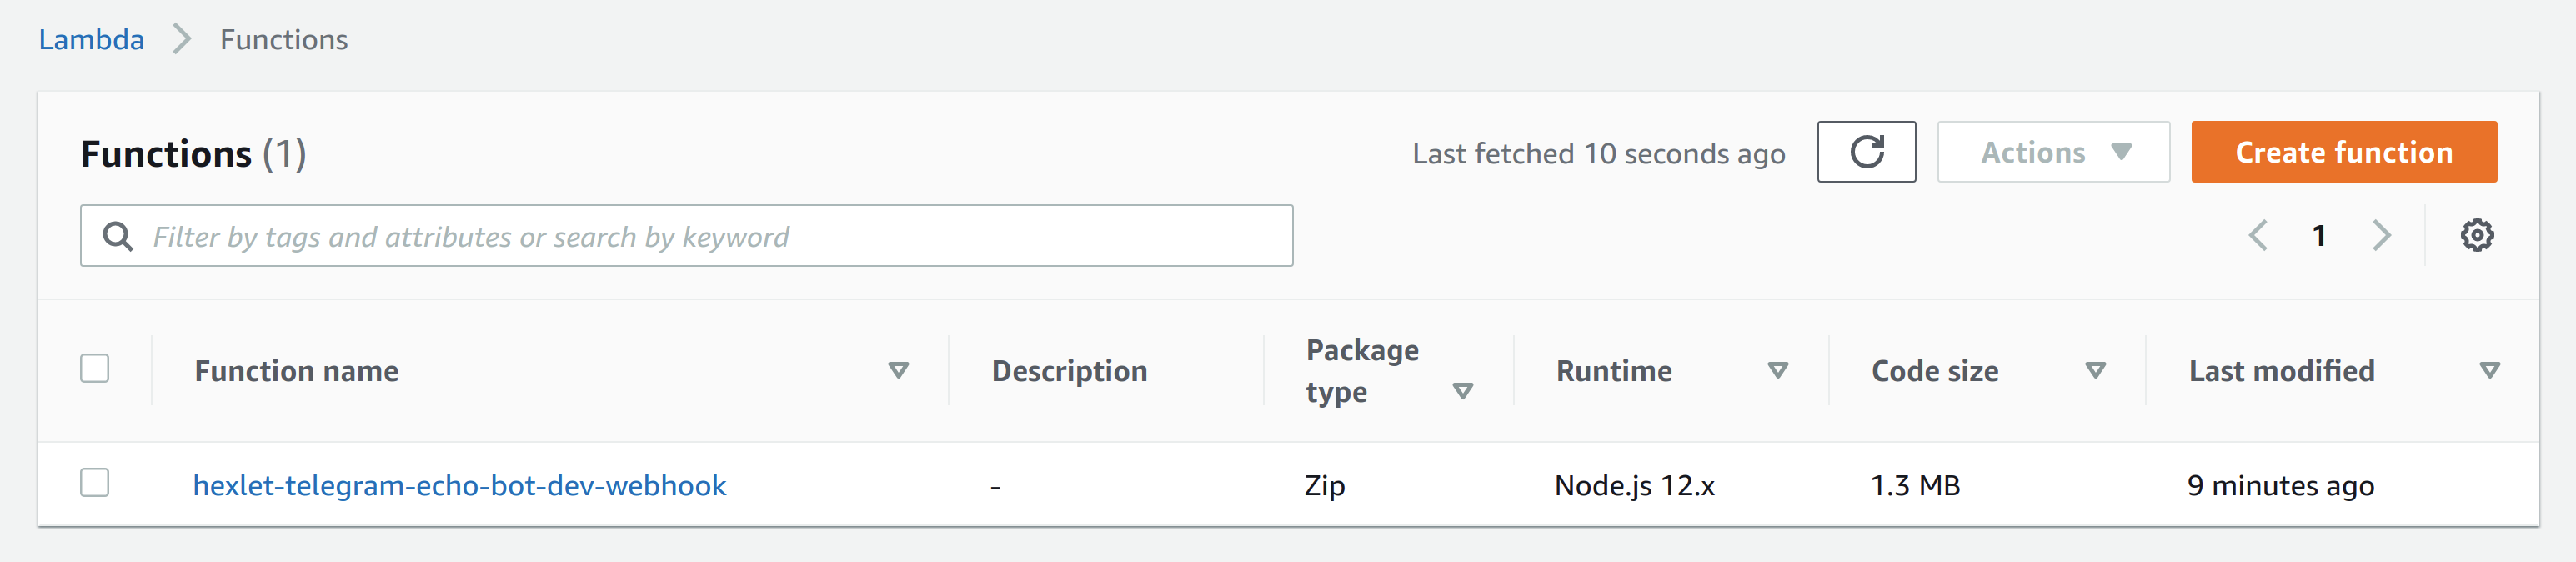 Lambda Functions
Functions (1) Last fetched 10 seconds ago Actions Create function
Filter by tags and attributes or search by keyword 1
Function name Description Package type Runtime Code size Last modified
hexlet-telegram-echo-bot-dev-webhook - Zip Node.js 12.x 1.3 MB 9 minutes ago